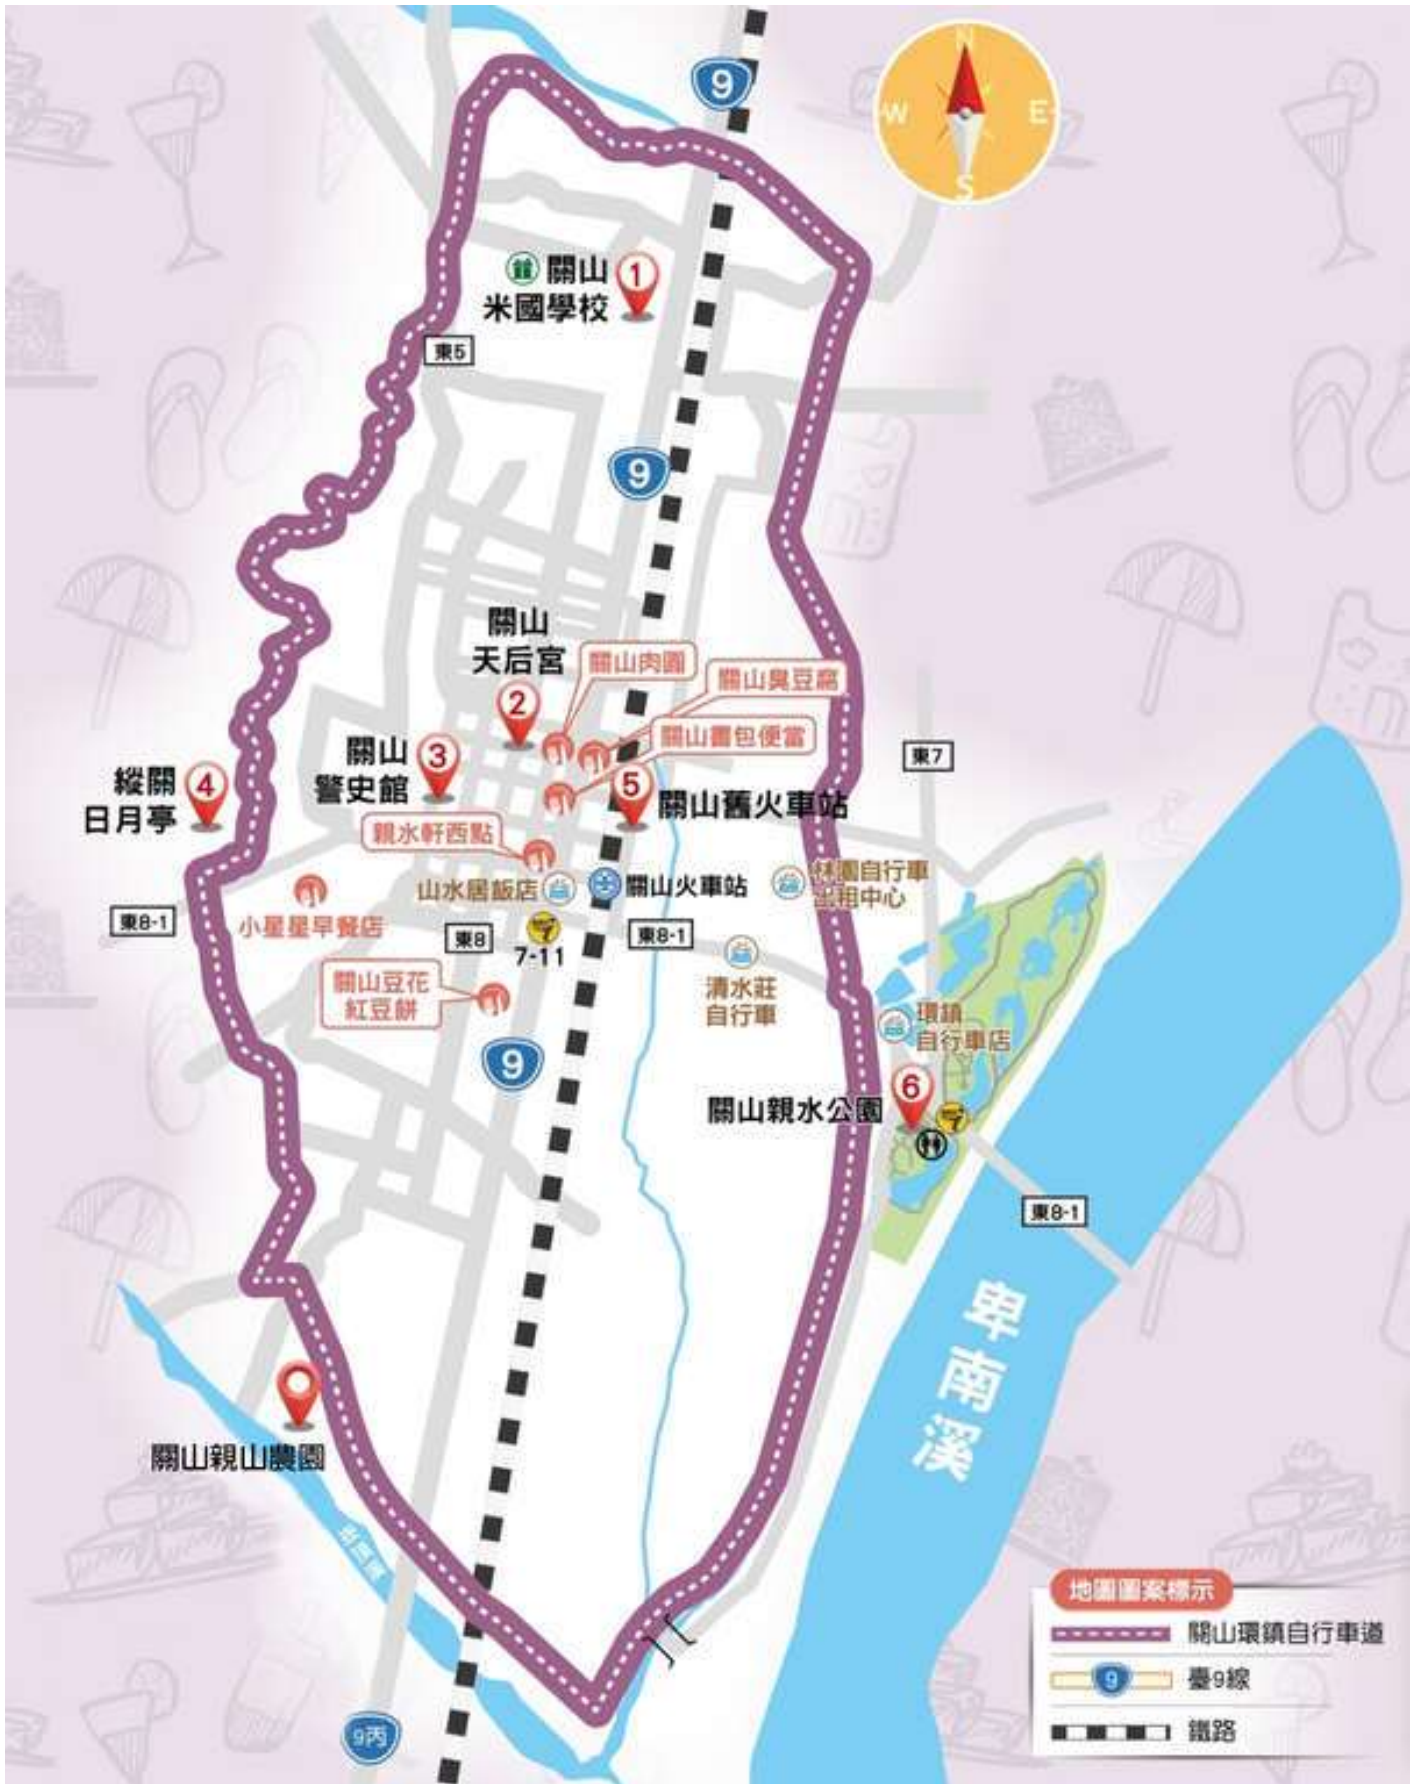 9
N
W
E
S
關山
米國學校
1
東5
9
關山
天后宮
2
關山肉圓
關山臭豆腐
關山
警史館
3
關山書包便當
縱關
日月亭
4
5
關山舊火車站
東7
親水軒西點
山水居飯店
關山火車站
林園自行車
出租中心
東8-1
小星星早餐店
東8
7-11
東8-1
關山豆花
紅豆餅
清水莊
自行車
環鎮
自行車店
9
6
關山親水公園
東8-1
卑南溪
關山親山農園
9丙
地圖圖案標示
關山環鎮自行車道
9
臺9線
鐵路